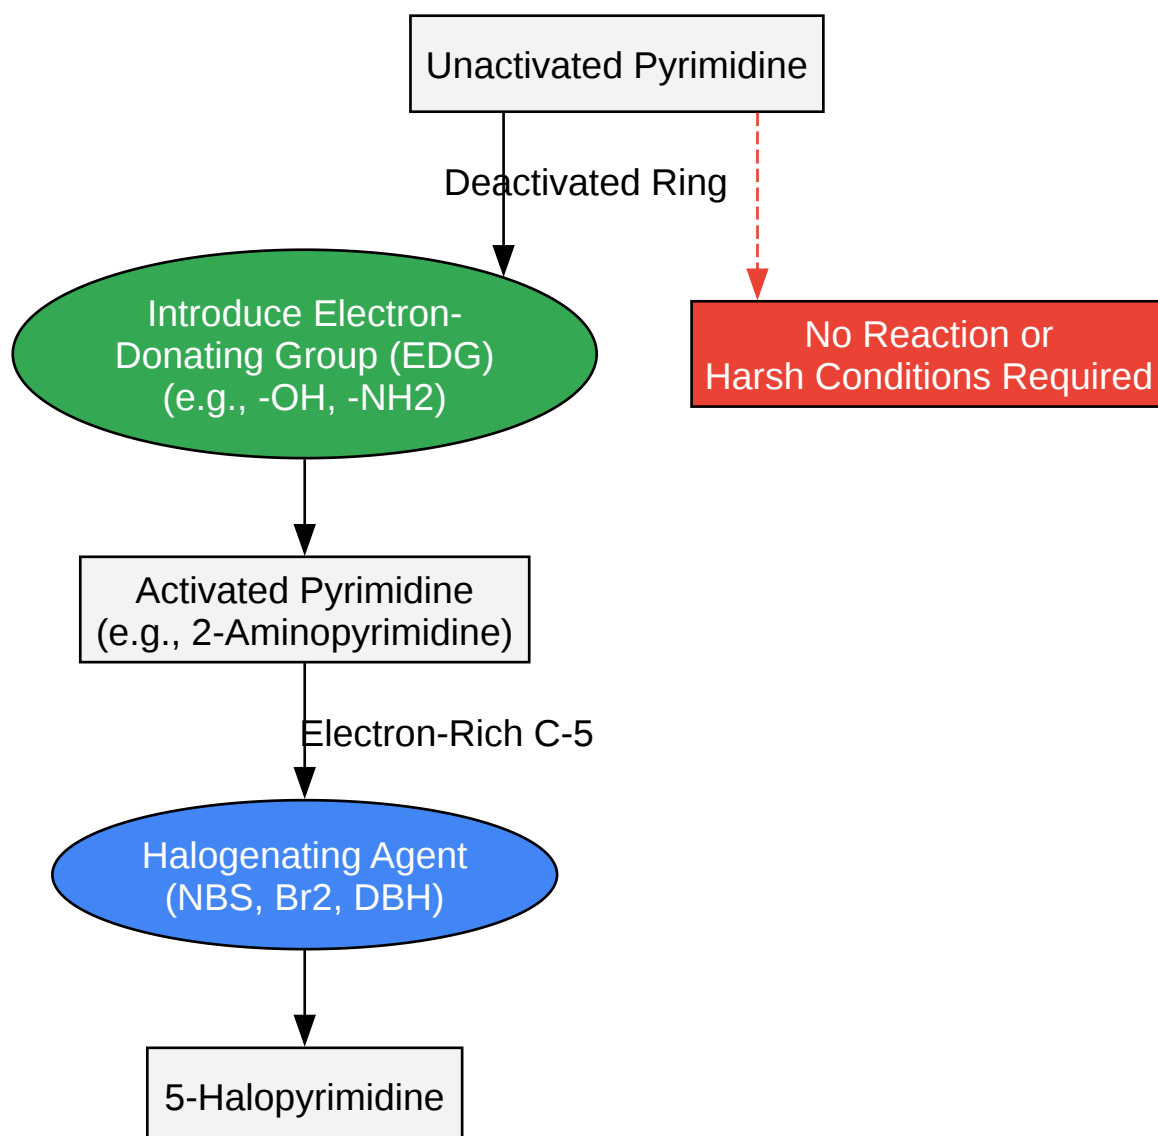 Unactivated Pyrimidine
Deactivated Ring
Introduce Electron-
Donating Group (EDG)
(e.g., -OH, -NH2)
No Reaction or
Harsh Conditions Required
Activated Pyrimidine
(e.g., 2-Aminopyrimidine)
Electron-Rich C-5
Halogenating Agent
(NBS, Br2, DBH)
5-Halopyrimidine